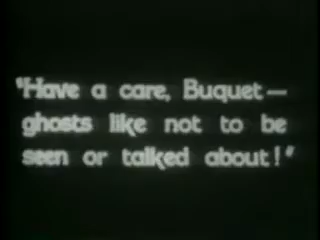 "Have a care, Buquet—
ghosts like not to be
seen or talked about!"